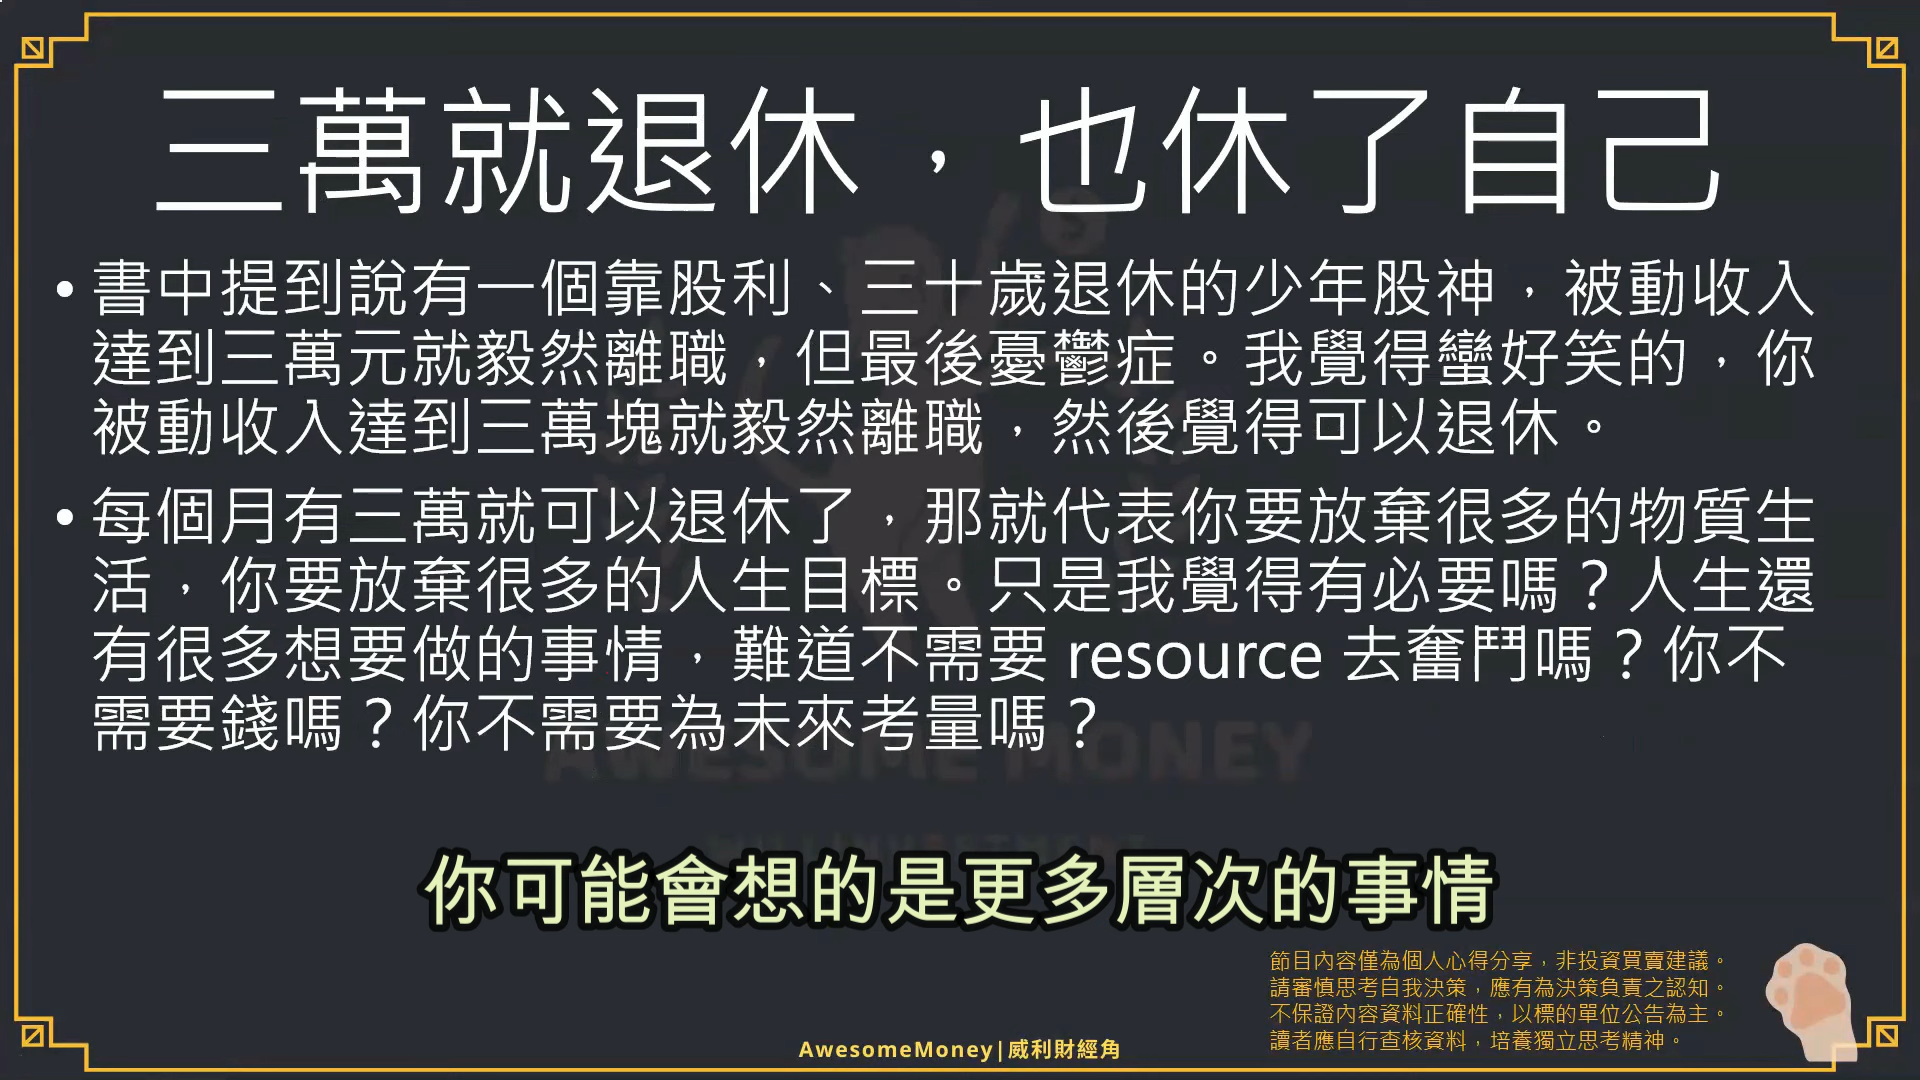 三萬就退休，也休了自己
• 書中提到說有一個靠股利、三十歲退休的少年股神，被動收入
達到三萬元就毅然離職，但最後憂鬱症。我覺得蠻好笑的，你
被動收入達到三萬塊就毅然離職，然後覺得可以退休。
• 每個月有三萬就可以退休了，那就代表你要放棄很多的物質生
活，你要放棄很多的人生目標。只是我覺得有必要嗎？人生還
有很多想要做的事情，難道不需要 resource 去奮鬥嗎？你不
需要錢嗎？你不需要為未來考量嗎？
AWESOME MONEY
你可能會想的是更多層次的事情
節目內容僅為個人心得分享，非投資買賣建議。
請審慎思考自我決策，應有為決策負責之認知。
不保證內容資料正確性，以標的單位公告為主。
讀者應自行查核資料，培養獨立思考精神。
AwesomeMoney|威利財經角